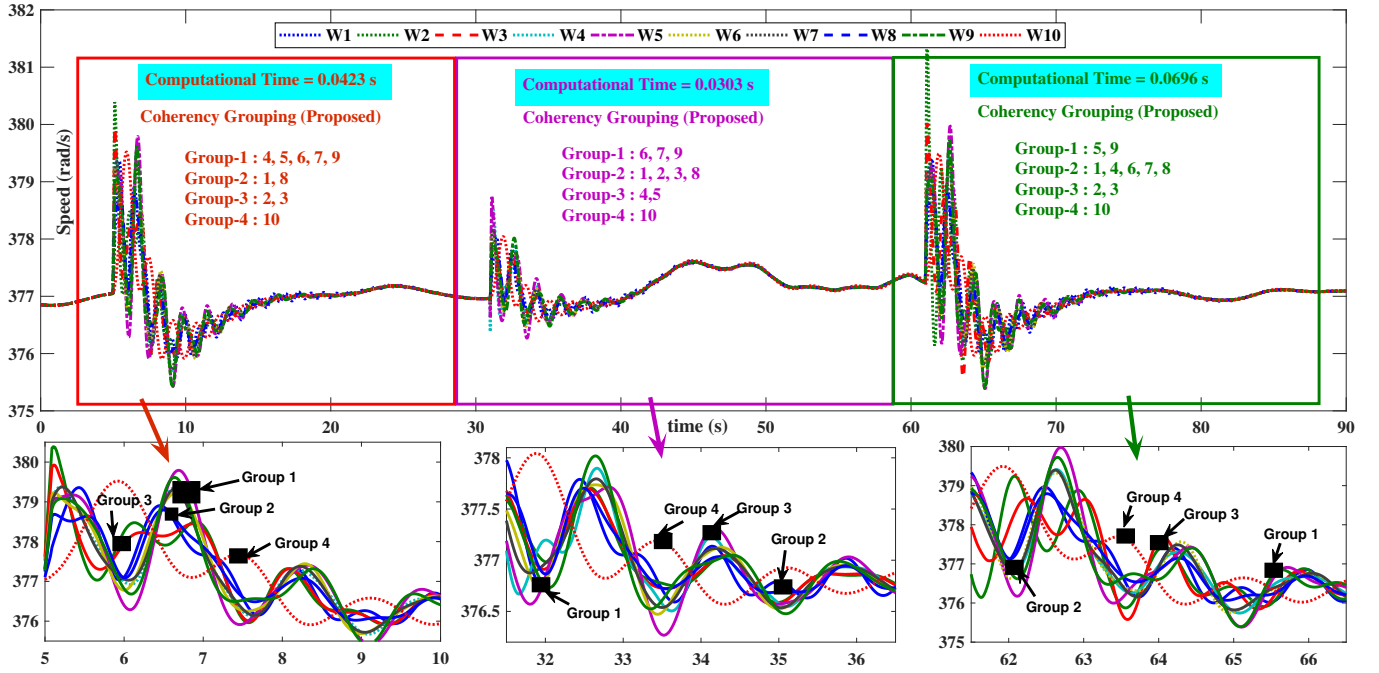 382
381
380
379
378
377
376
375
Speed (rad/s)
W1 W2 W3 W4 W5 W6 W7 W8 W9 W10
Computational Time = 0.0423 s
Coherency Grouping (Proposed)
Group-1 : 4, 5, 6, 7, 9
Group-2 : 1, 8
Group-3 : 2, 3
Group-4 : 10
Computational Time = 0.0303 s
Coherency Grouping (Proposed)
Group-1 : 6, 7, 9
Group-2 : 1, 2, 3, 8
Group-3 : 4,5
Group-4 : 10
Computational Time = 0.0696 s
Coherency Grouping (Proposed)
Group-1 : 5, 9
Group-2 : 1, 4, 6, 7, 8
Group-3 : 2, 3
Group-4 : 10
0 10 20 30 40 50 60 70 80 90
time (s)
380
379
378
377
376
Group 3
Group 1
Group 2
Group 4
5 6 7 8 9 10
378
377.5
377
376.5
Group 4
Group 3
Group 2
Group 1
32 33 34 35 36
380
379
378
377
376
375
Group 4
Group 3
Group 1
Group 2
62 63 64 65 66